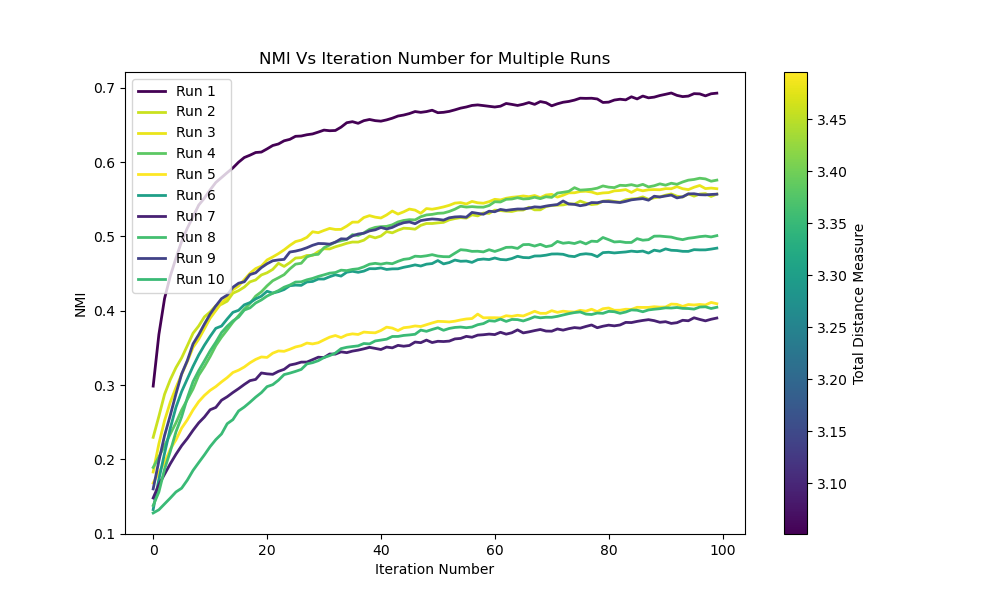 NMI Vs Iteration Number for Multiple Runs
NMI
0.7
0.6
0.5
0.4
0.3
0.2
0.1
Run 1
Run 2
Run 3
Run 4
Run 5
Run 6
Run 7
Run 8
Run 9
Run 10
0 20 40 60 80 100
Iteration Number
3.45
3.40
3.35
3.30
3.25
3.20
3.15
3.10
Total Distance Measure